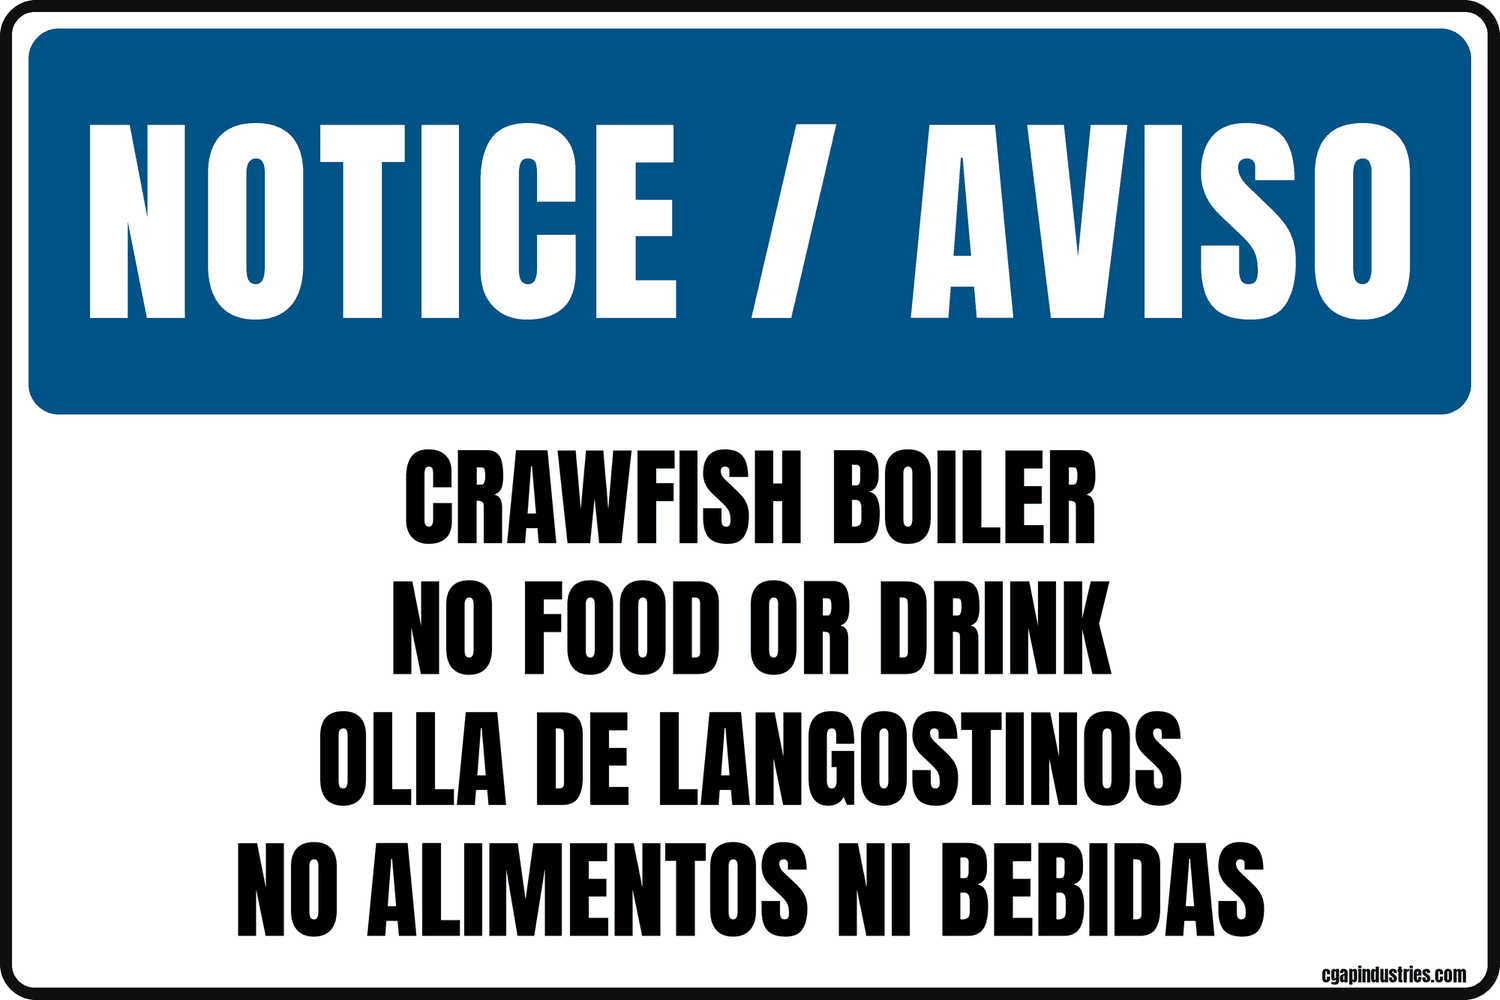 NOTICE / AVISO
CRAWFISH BOILER
NO FOOD OR DRINK
OLLA DE LANGOSTINOS
NO ALIMENTOS NI BEBIDAS
cgapindustries.com